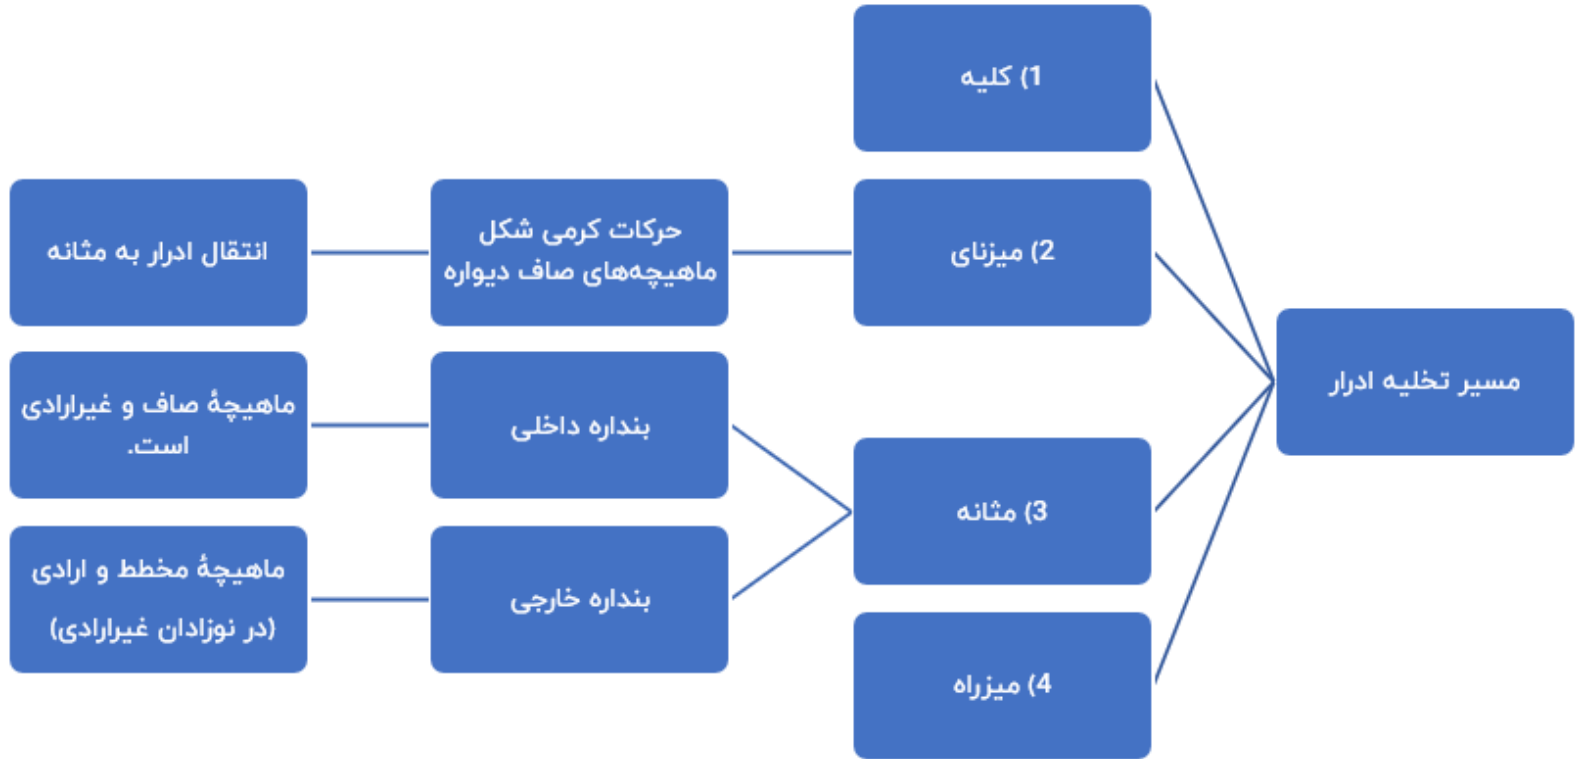 مسیر تخلیه ادرار
1) کلیه
2) میزنای
حرکات کرمی شکل
ماهیچه‌های صاف دیواره
انتقال ادرار به مثانه
3) مثانه
بنداره داخلی
ماهیچهٔ صاف و غیرارادی
است.
بنداره خارجی
ماهیچهٔ مخطط و ارادی
(در نوزادان غیرارادی)
4) میزراه